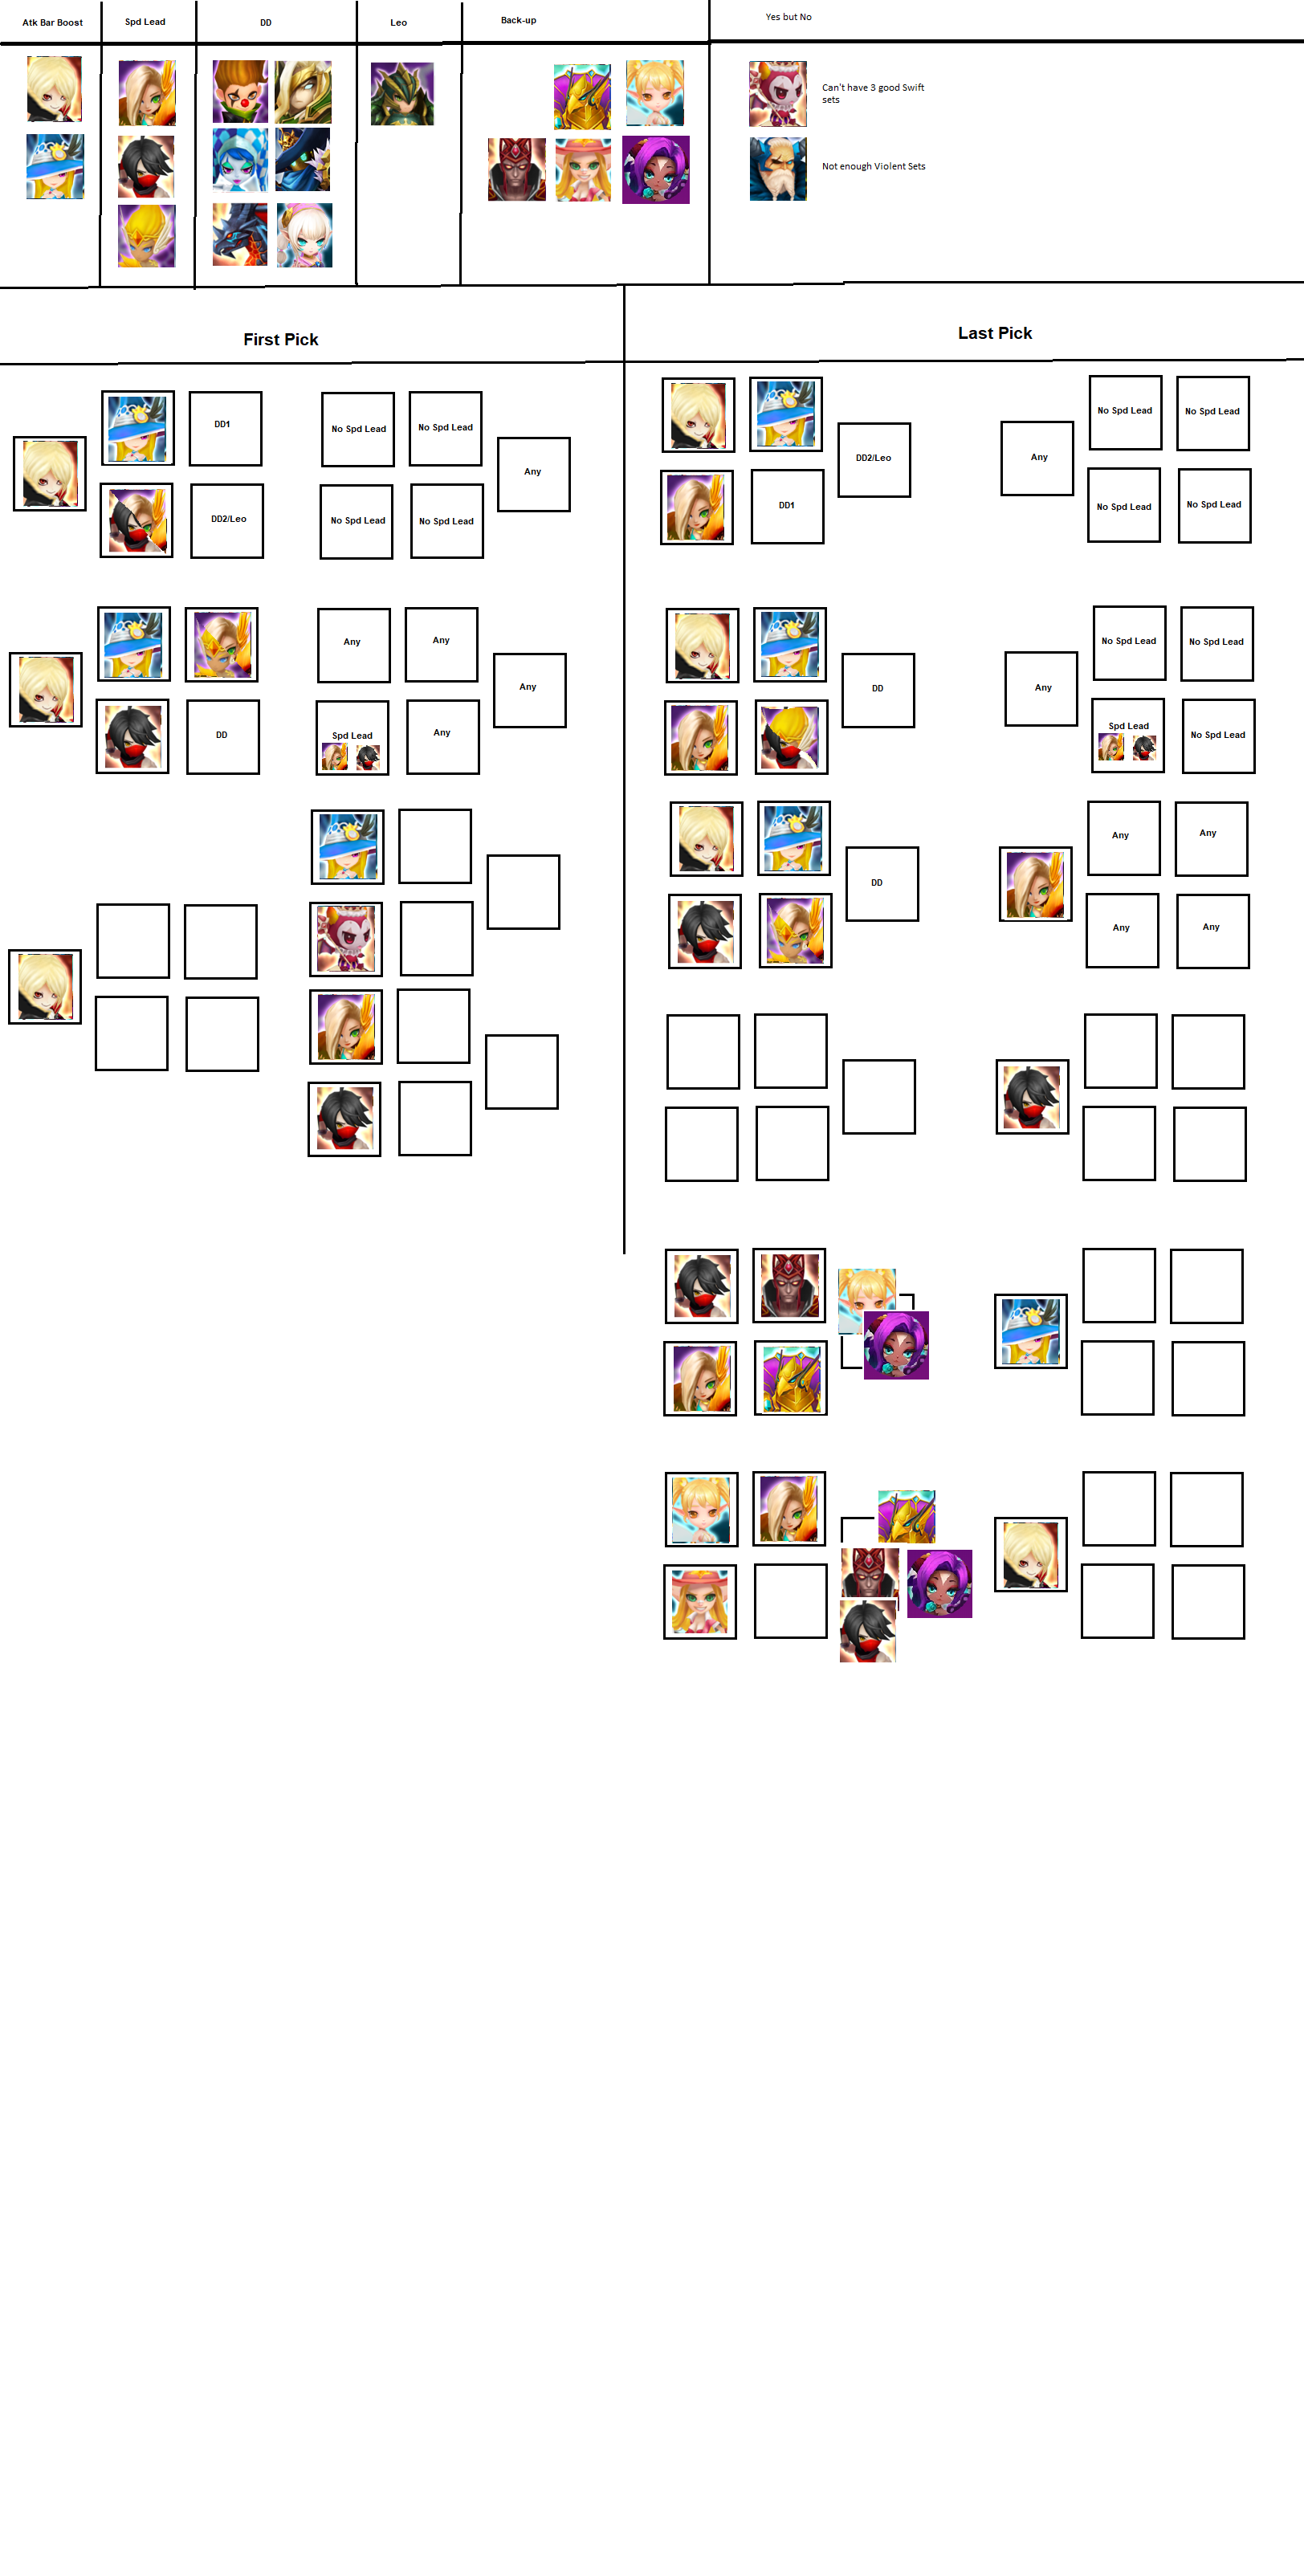 Atk Bar Boost
Spd Lead
DD
Leo
Back-up
Yes but No
Can't have 3 good Swift
sets
Not enough Violent Sets
First Pick
Last Pick
DD1
No Spd Lead
No Spd Lead
Any
DD2/Leo
No Spd Lead
No Spd Lead
Any
Any
Any
DD
Spd Lead
Any
DD2/Leo
Any
No Spd Lead
No Spd Lead
DD1
No Spd Lead
No Spd Lead
DD
Any
No Spd Lead
No Spd Lead
Spd Lead
No Spd Lead
DD
Any
Any
Any
Any